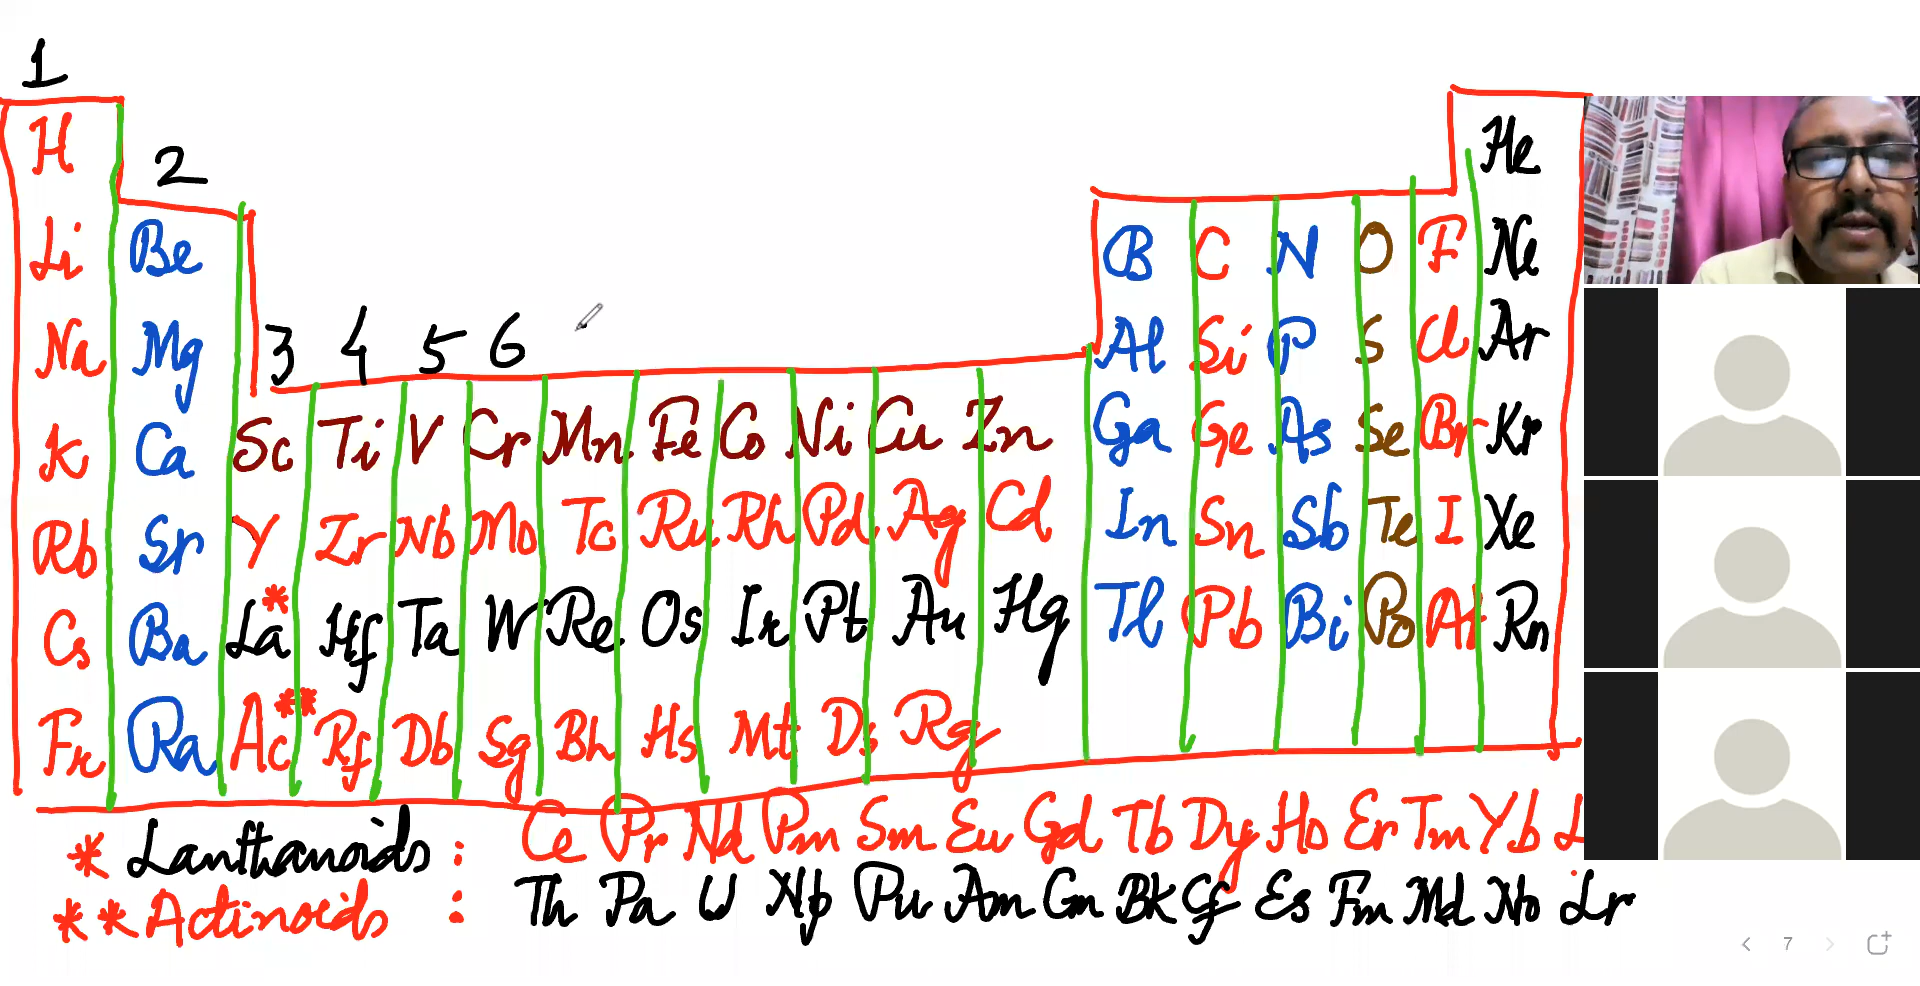 1
H He
2
Li Be B C N O F Ne
3 4 5 6
Na Mg Al Si P S Cl Ar
K Ca Sc Ti V Cr Mn Fe Co Ni Cu Zn Ga Ge As Se Br Kr
Rb Sr Y Zr Nb Mo Tc Ru Rh Pd Ag Cd In Sn Sb Te I Xe
Cs Ba La* Hf Ta W Re Os Ir Pt Au Hg Tl Pb Bi Po At Rn
Fr Ra Ac** Rf Db Sg Bh Hs Mt Ds Rg
* Lanthanoids : Ce Pr Nd Pm Sm Eu Gd Tb Dy Ho Er Tm Yb L
** Actinoids : Th Pa U Np Pu Am Cm Bk Cf Es Fm Md No Lr
7